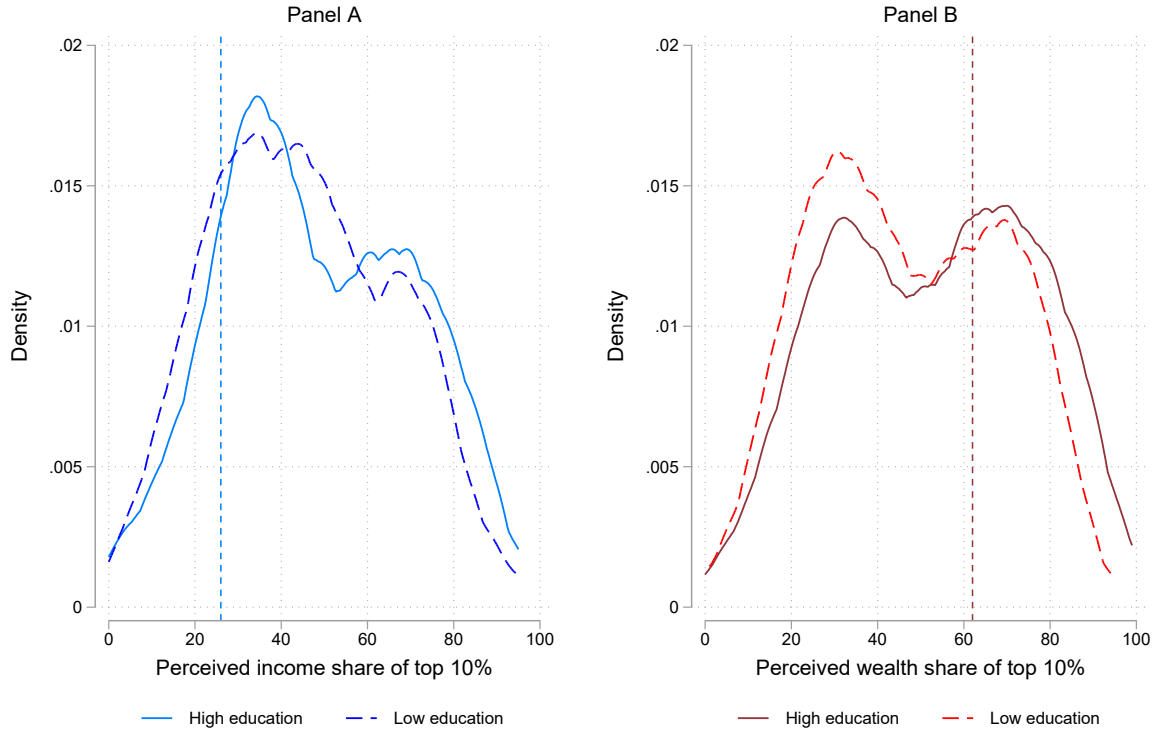 Panel A
.02
.015
.01
.005
0
Density
0 20 40 60 80 100
Perceived income share of top 10%
High education Low education
Panel B
.02
.015
.01
.005
0
Density
0 20 40 60 80 100
Perceived wealth share of top 10%
High education Low education